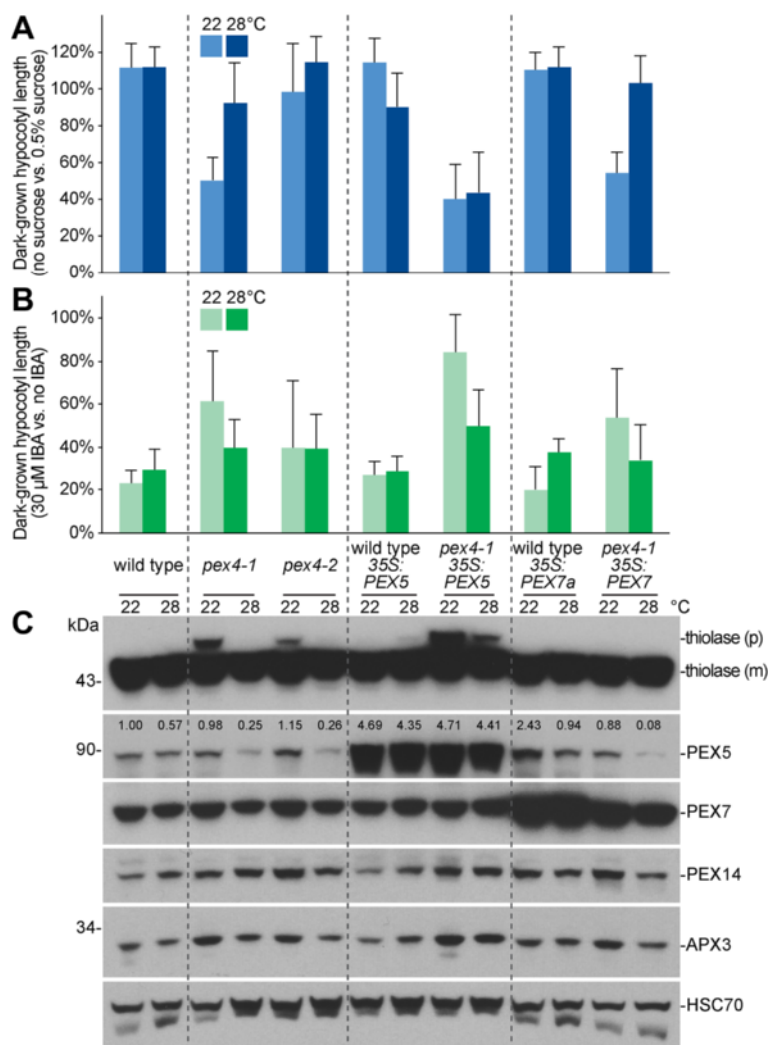 A
22 28°C
Dark-grown hypocotyl length
(no sucrose vs. 0.5% sucrose)
120%
100%
80%
60%
40%
20%
0%
B
22 28°C
Dark-grown hypocotyl length
(30 µM IBA vs. no IBA)
100%
80%
60%
40%
20%
0%
wild type
pex4-1
pex4-2
wild type
35S:
PEX5
pex4-1
35S:
PEX5
wild type
35S:
PEX7a
pex4-1
35S:
PEX7
22 28 22 28 22 28 22 28 22 28 22 28 22 28 °C
C
kDa
-thiolase (p)
-thiolase (m)
43-
1.00 0.57 0.98 0.25 1.15 0.26 4.69 4.35 4.71 4.41 2.43 0.94 0.88 0.08
90-
-PEX5
-PEX7
-PEX14
34-
-APX3
-HSC70